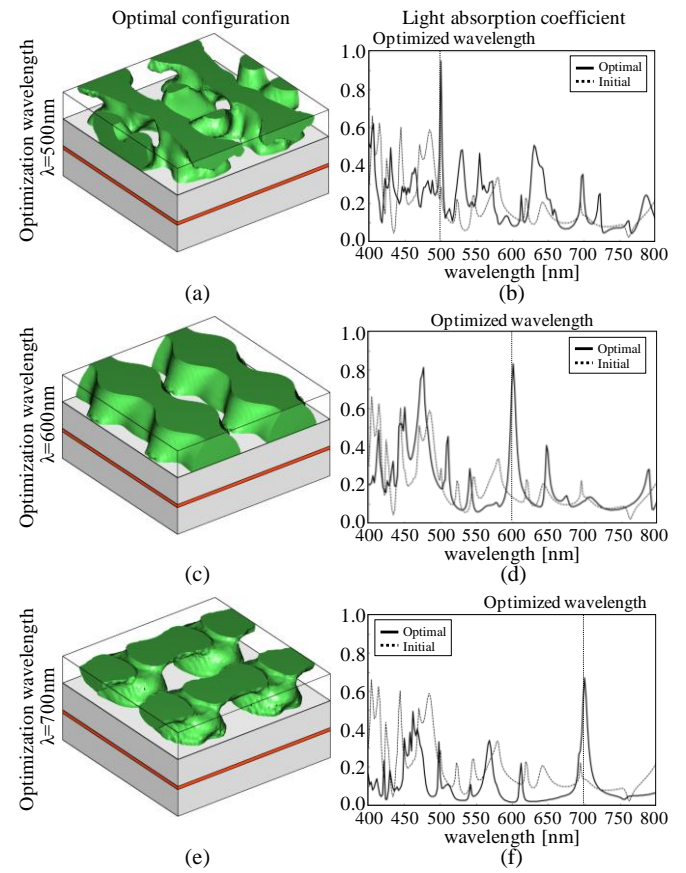 Optimal configuration
Light absorption coefficient
Optimization wavelength
λ=500nm
Optimized wavelength
1.0
0.8
0.6
0.4
0.2
0.0
Optimal
Initial
400 450 500 550 600 650 700 750 800
wavelength [nm]
(a)
(b)
Optimization wavelength
λ=600nm
Optimized wavelength
1.0
0.8
0.6
0.4
0.2
0.0
Optimal
Initial
400 450 500 550 600 650 700 750 800
wavelength [nm]
(c)
(d)
Optimization wavelength
λ=700nm
Optimized wavelength
1.0
0.8
0.6
0.4
0.2
0.0
Optimal
Initial
400 450 500 550 600 650 700 750 800
wavelength [nm]
(e)
(f)